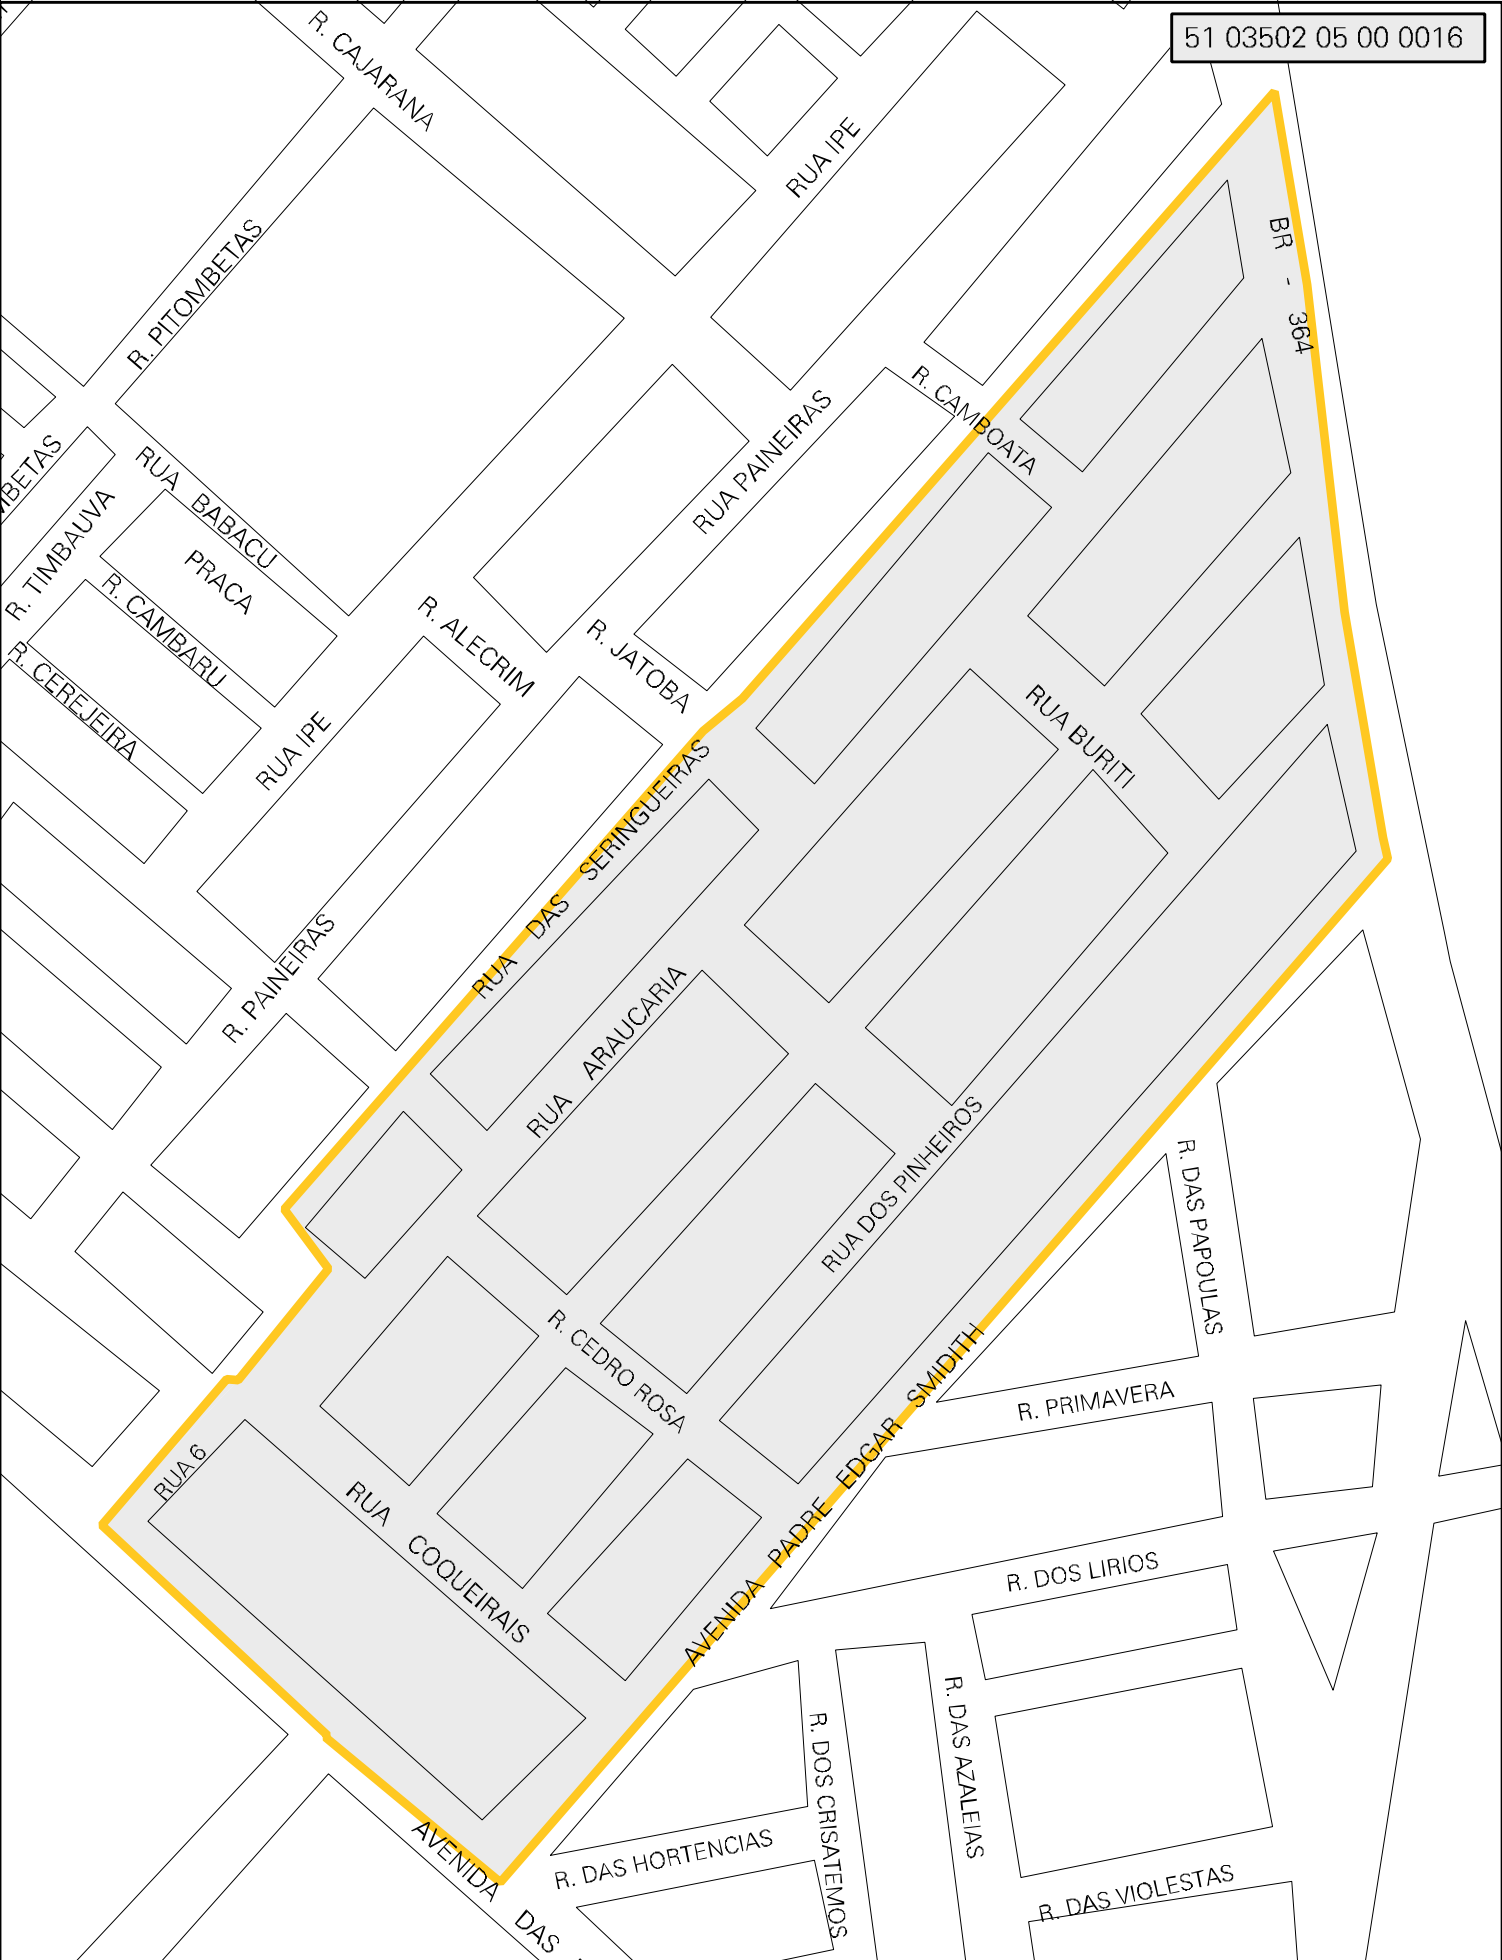 51 03502 05 00 0016
R. CAJARANA
RUA IPE
R. PITOMBETAS
BR - 364
R. CAMBOATA
RUA PAINEIRAS
RUA BABACU
R. TIMBAUVA
PRACA
R. CAMBARU
R. ALECRIM
R. JATOBA
R. CEREJEIRA
RUA IPE
RUA BURITI
RUA DAS SERINGUEIRAS
R. PAINEIRAS
RUA ARAUCARIA
RUA DOS PINHEIROS
R. DAS PAPOULAS
R. CEDRO ROSA
R. PRIMAVERA
RUA 6
RUA COQUEIRAIS
AVENIDA PADRE EDGAR SMIDITH
R. DOS LIRIOS
R. DOS CRISATEMOS
R. DAS AZALEIAS
R. DAS HORTENCIAS
R. DAS VIOLESTAS
AVENIDA DAS